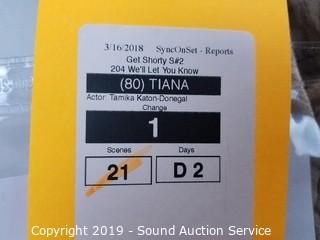 3/16/2018 SyncOnSet - Reports
Get Shorty S#2
204 We'll Let You Know
(80) TIANA
Actor: Tamika Katon-Donegal
Change
1
Scenes Days
21 D 2
Copyright 2019 - Sound Auction Service